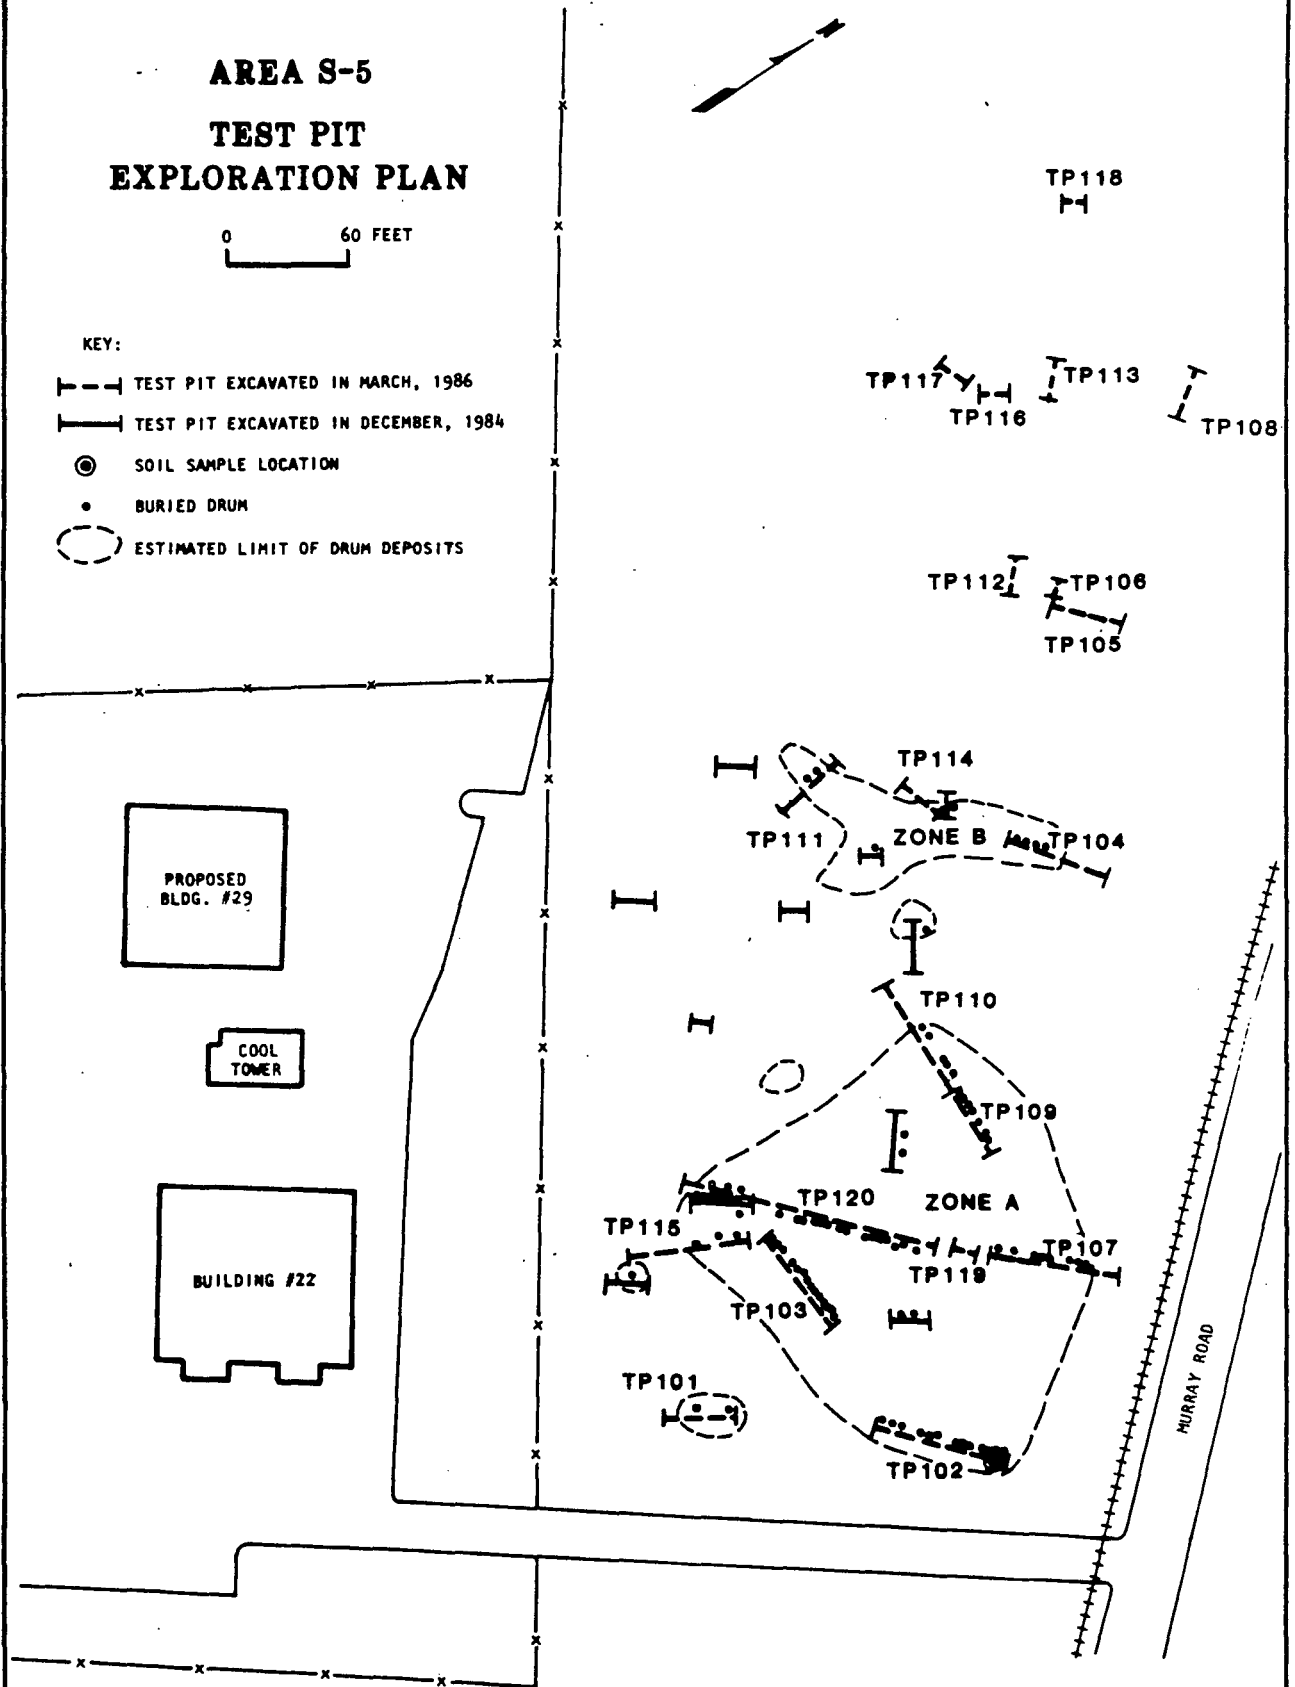 AREA S-5
TEST PIT
EXPLORATION PLAN
0 60 FEET
KEY:
TEST PIT EXCAVATED IN MARCH, 1986
TEST PIT EXCAVATED IN DECEMBER, 1984
SOIL SAMPLE LOCATION
BURIED DRUM
ESTIMATED LIMIT OF DRUM DEPOSITS
N
TP118
TP117
TP116
TP113
TP108
TP112
TP106
TP105
TP114
TP111
ZONE B
TP104
PROPOSED
BLDG. #29
COOL
TOWER
TP110
TP109
TP120
ZONE A
TP115
TP107
TP119
BUILDING #22
TP103
TP101
TP102
MURRAY ROAD